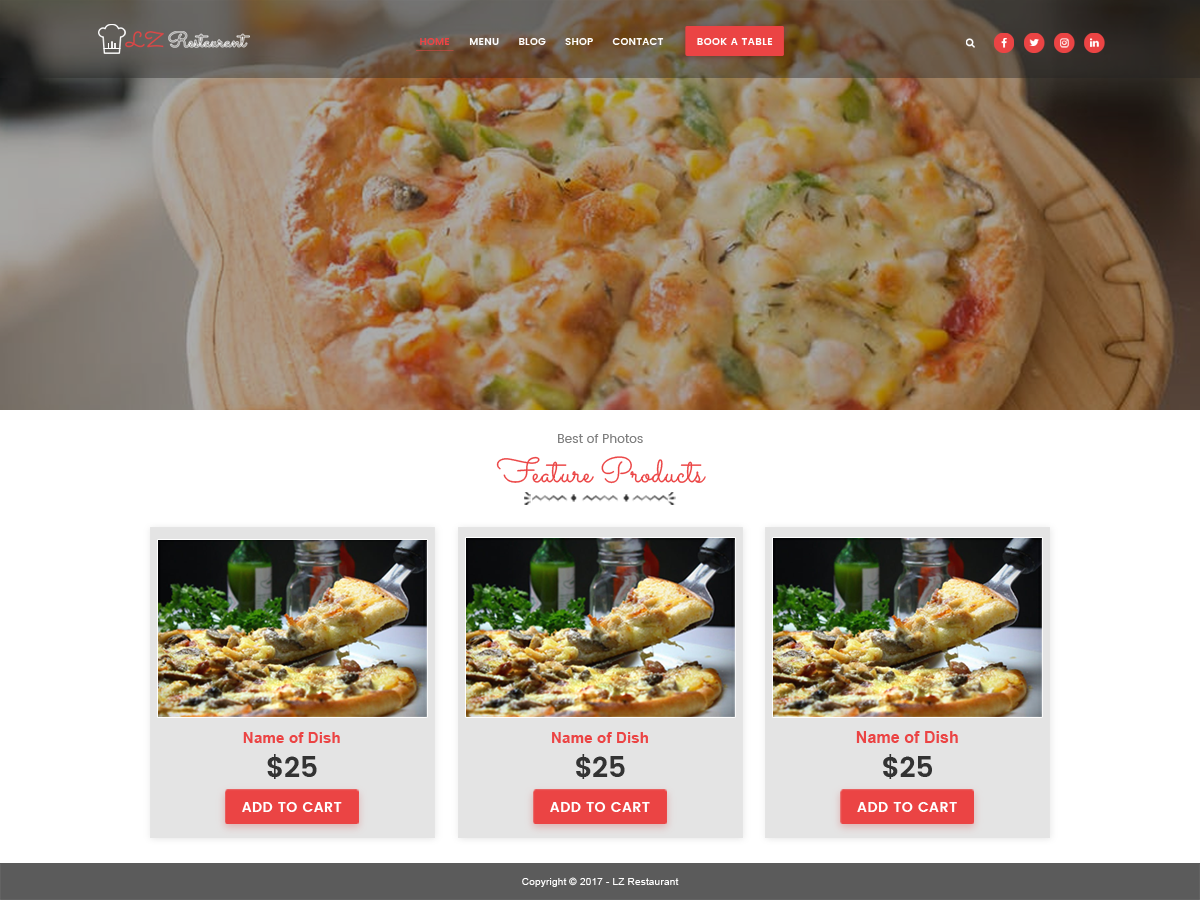 LZ Restaurant
HOME MENU BLOG SHOP CONTACT BOOK A TABLE
Best of Photos
Feature Products
Name of Dish
$25
ADD TO CART
Name of Dish
$25
ADD TO CART
Name of Dish
$25
ADD TO CART
Copyright © 2017 - LZ Restaurant